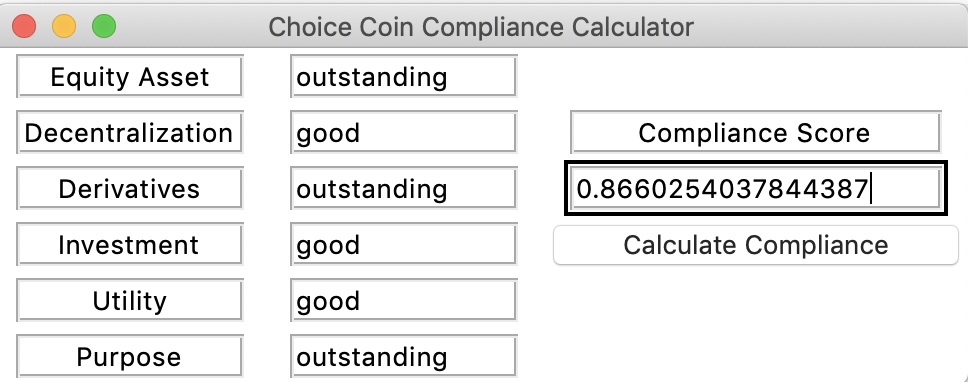 Choice Coin Compliance Calculator
Equity Asset outstanding
Decentralization good Compliance Score
Derivatives outstanding 0.8660254037844387
Investment good Calculate Compliance
Utility good
Purpose outstanding